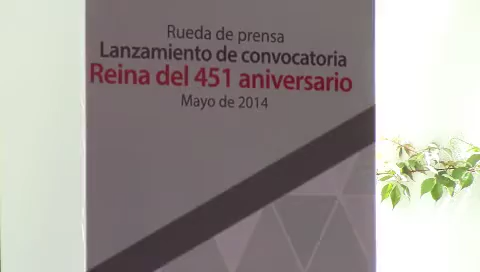 Rueda de prensa
Lanzamiento de convocatoria
Reina del 451 aniversario
Mayo de 2014